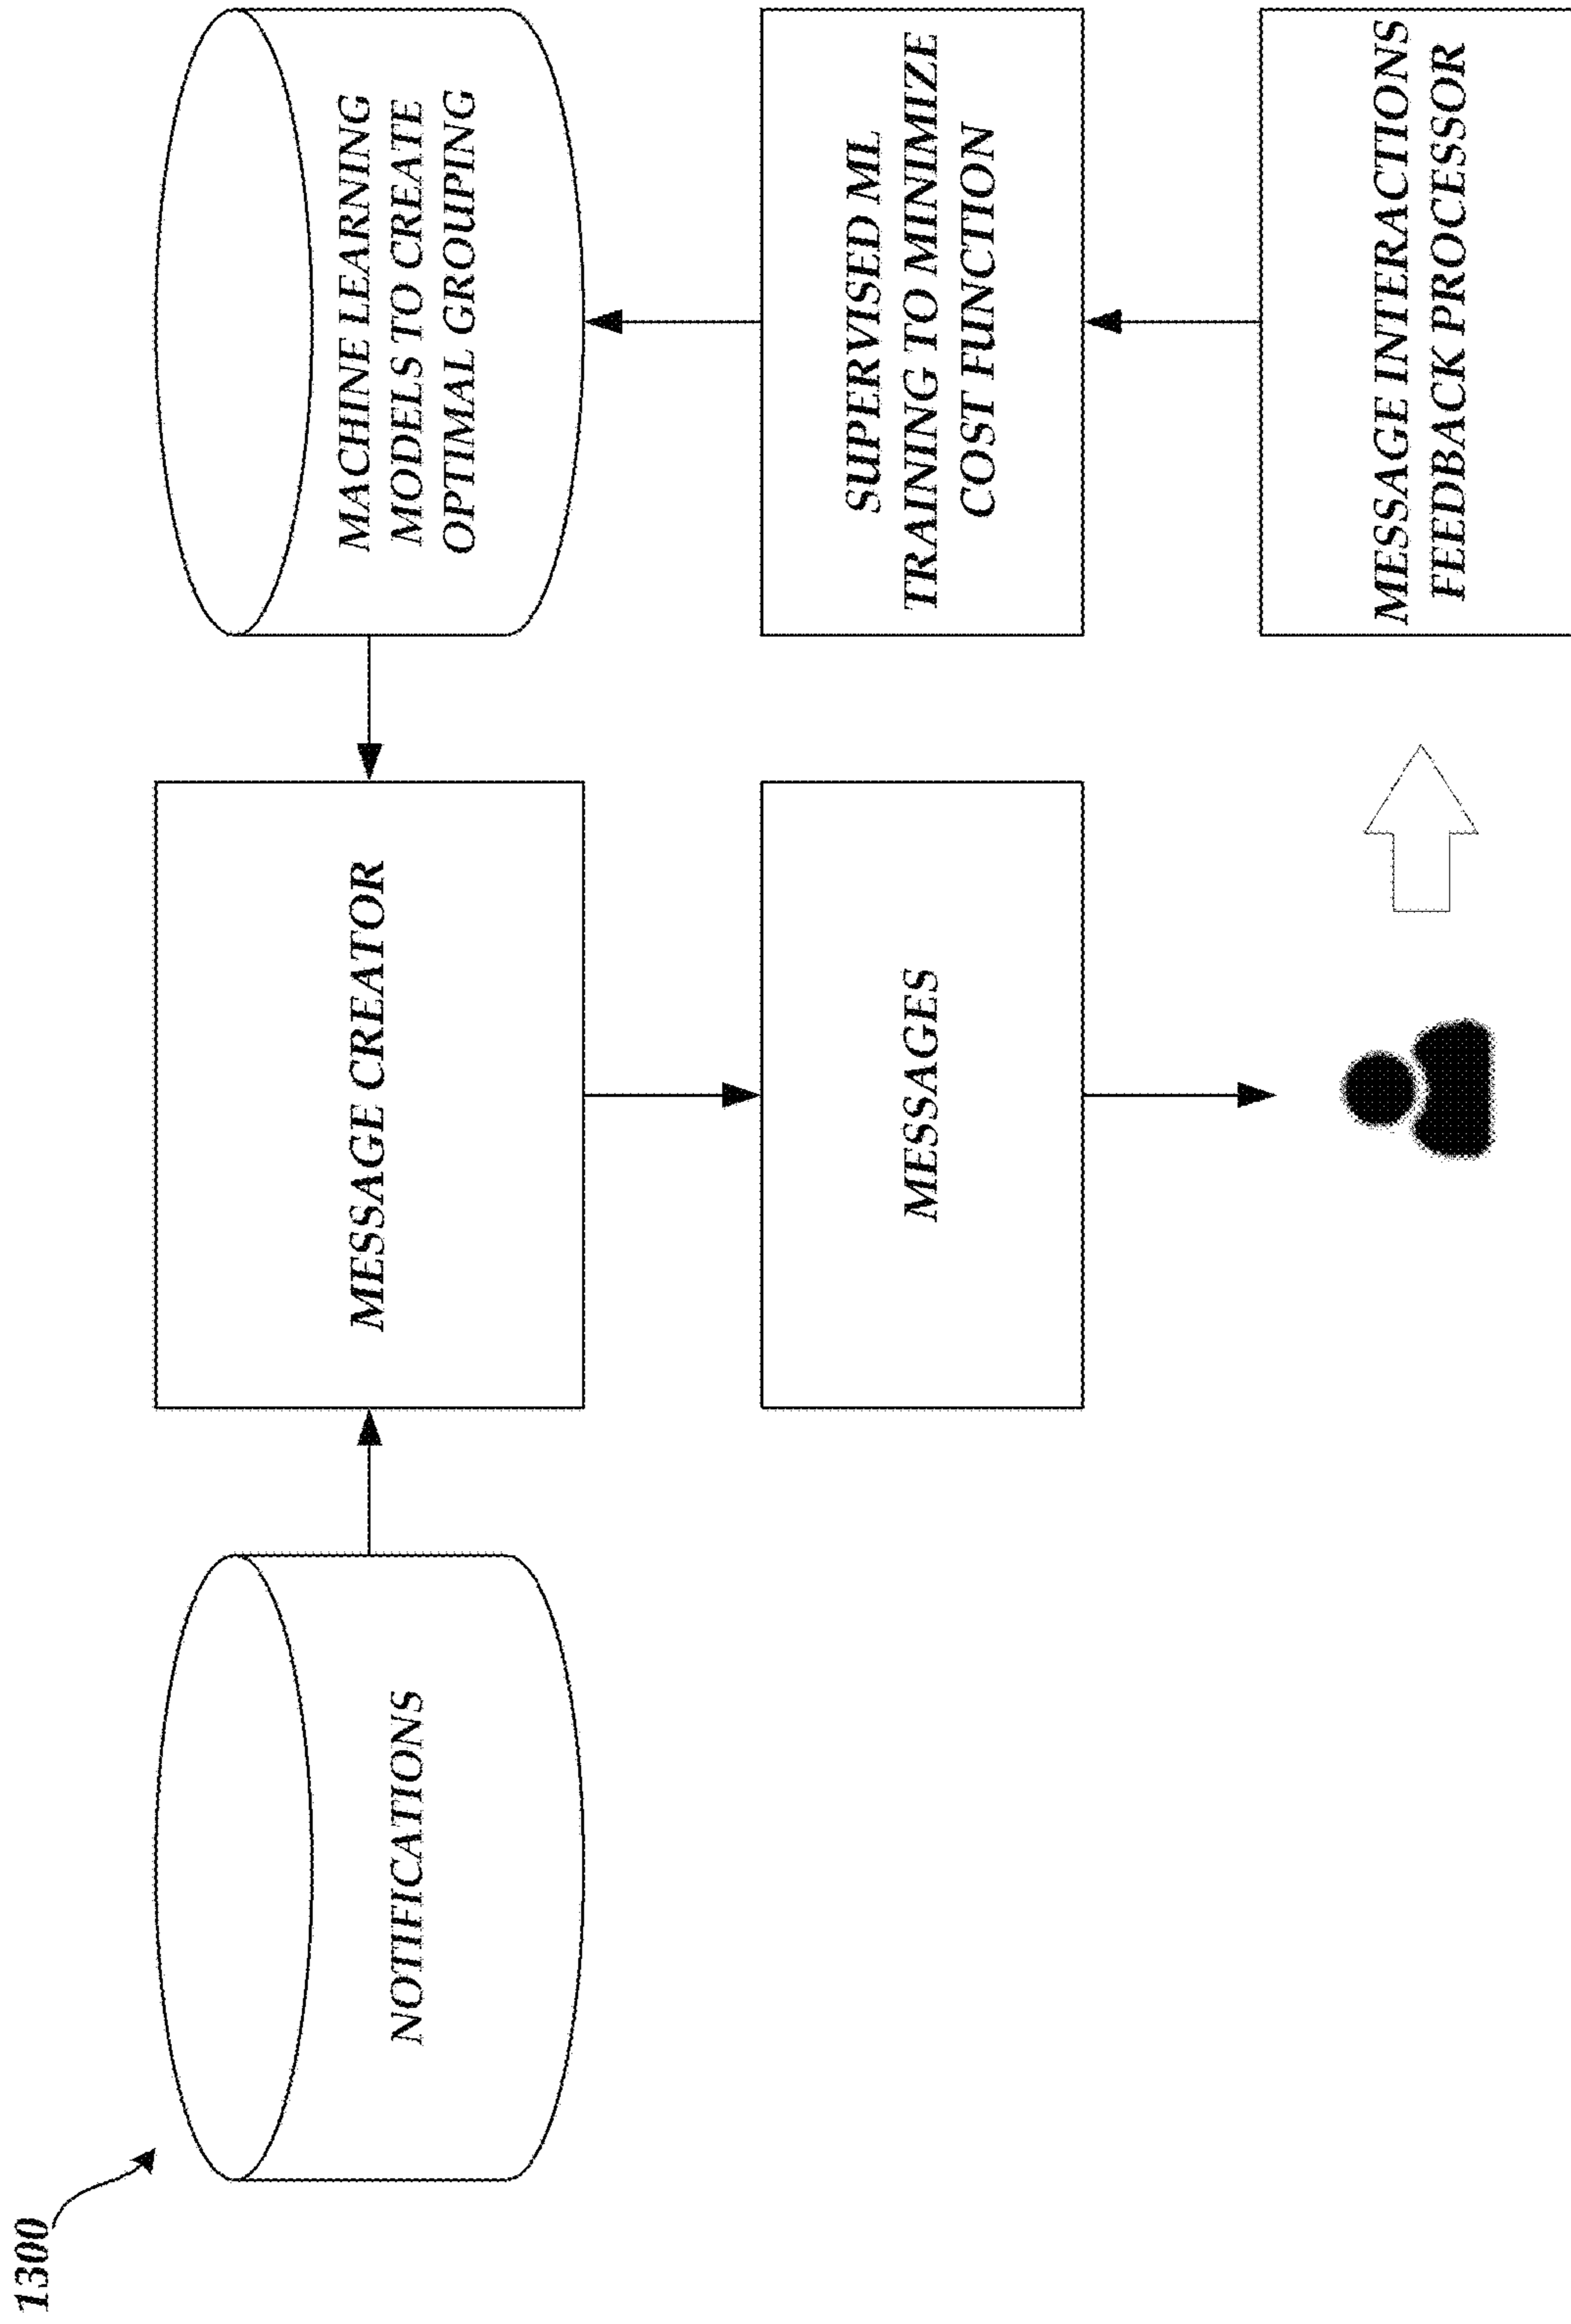 1300
NOTIFICATIONS
MESSAGE CREATOR
MACHINE LEARNING
MODELS TO CREATE
OPTIMAL GROUPING
MESSAGES
SUPERVISED ML
TRAINING TO MINIMIZE
COST FUNCTION
MESSAGE INTERACTIONS
FEEDBACK PROCESSOR